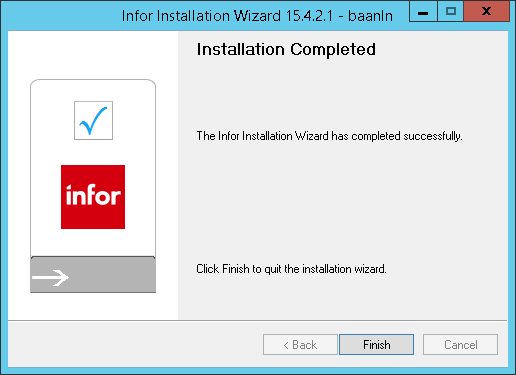 Infor Installation Wizard 15.4.2.1 - baanln
Installation Completed
The Infor Installation Wizard has completed successfully.
infor
Click Finish to quit the installation wizard.
< Back
Finish
Cancel